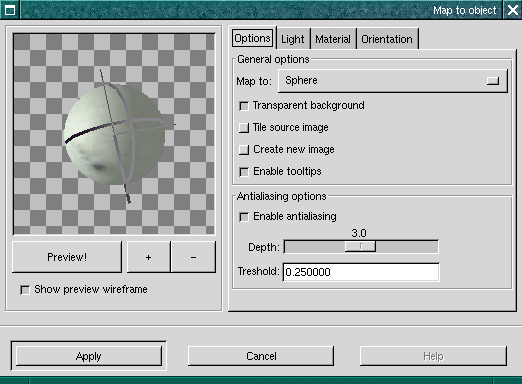 Map to object
Options
Light
Material
Orientation
General options
Map to:
Sphere
Transparent background
Tile source image
Create new image
Enable tooltips
Antialiasing options
Enable antialiasing
3.0
Depth:
Treshold:
0.250000
Preview!
+
-
Show preview wireframe
Apply
Cancel
Help